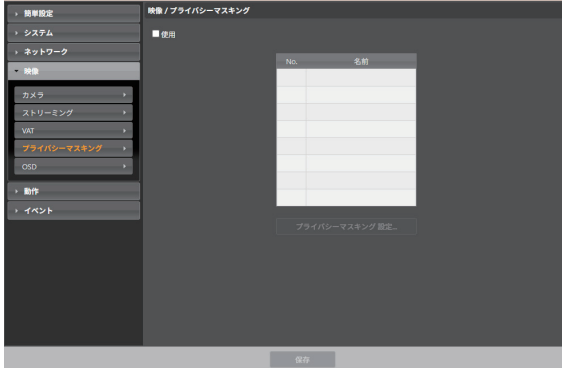 簡単設定
システム
ネットワーク
映像
カメラ
ストリーミング
VAT
プライバシーマスキング
OSD
動作
イベント
映像 / プライバシーマスキング
使用
No. 名前
プライバシーマスキング 設定...
保存